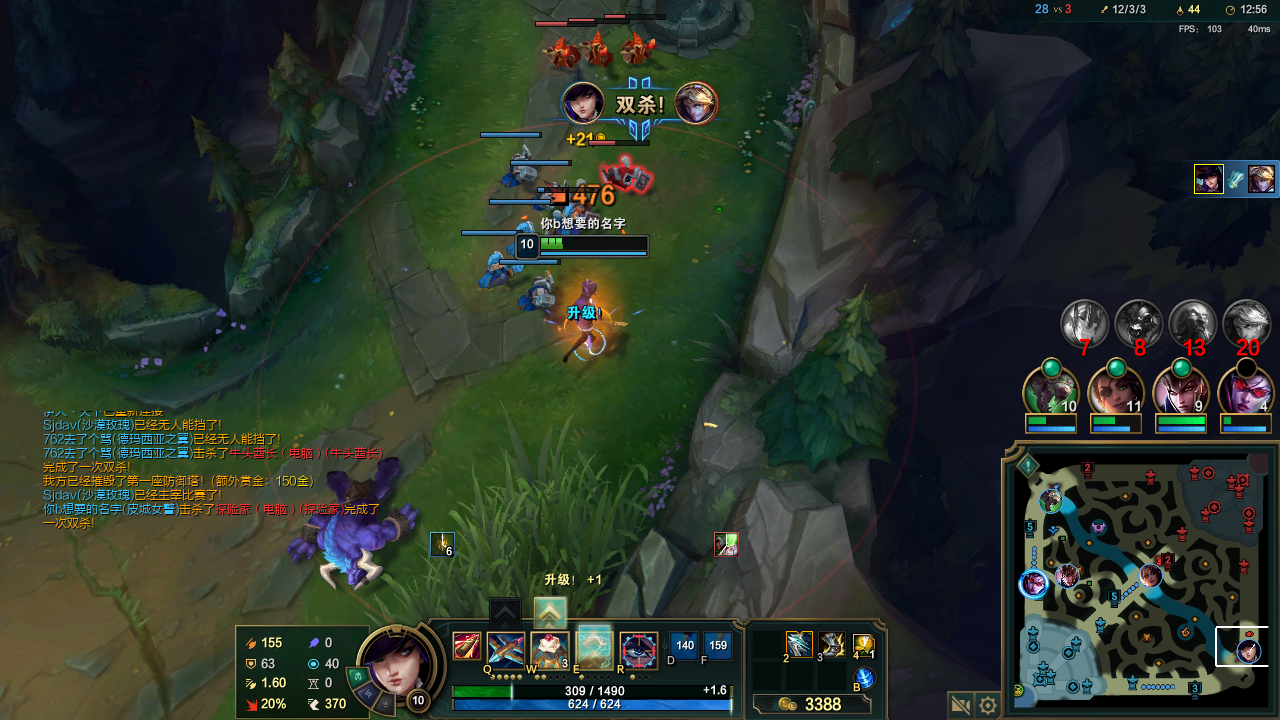 28 vs 3
12/3/3
44
12:56
FPS: 103
40ms
双杀!
+21
476
你b想要的名字
10
升级!
7
8
13
20
10
11
9
4
Sjdav(沙漠玫瑰)已经无人能挡了!
762去了个骂(德玛西亚之翼)已经无人能挡了!
762去了个骂(德玛西亚之翼)击杀了牛头酋长(电脑)(牛头酋长)
完成了一次双杀!
我方已经摧毁了第一座防御塔!(额外赏金: 150金)
Sjdav(沙漠玫瑰)已经主宰比赛了!
你b想要的名字(皮城女警)击杀了探险家(电脑)(探险家)完成了
一次双杀!
6
升级! +1
155
0
63
40
1.60
0
20%
370
10
Q
W
3
E
R
140
D
159
F
309 / 1490
+1.6
624 / 624
2
3
4
1
B
3388
2
5
3
2
5
3